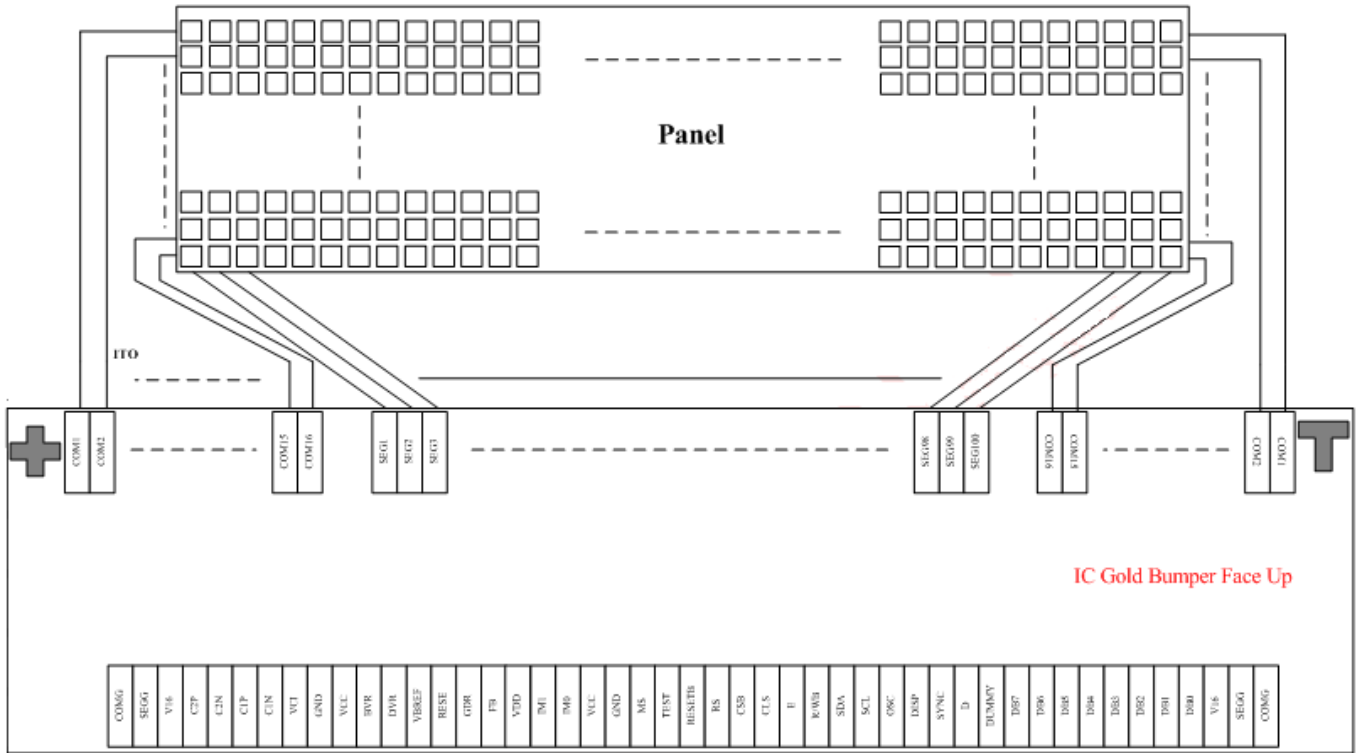 Panel
ITO
COM1
COM2
COM15
COM16
SEG1
SEG2
SEG3
SEG98
SEG99
SEG100
COM16
COM15
COM2
COM1
IC Gold Bumper Face Up
COMG
SEGG
V16
C2P
C2N
C1P
C1N
VCI
GND
VCC
BVR
DVR
VBREF
RESE
GDR
FB
VDD
IM1
IM0
VCC
GND
MS
TEST
RESETB
RS
CSB
CLS
E
R/WB
SDA
SCL
OSC
DISP
SYNC
D
DUMMY
DB7
DB6
DB5
DB4
DB3
DB2
DB1
DB0
V16
SEGG
COMG